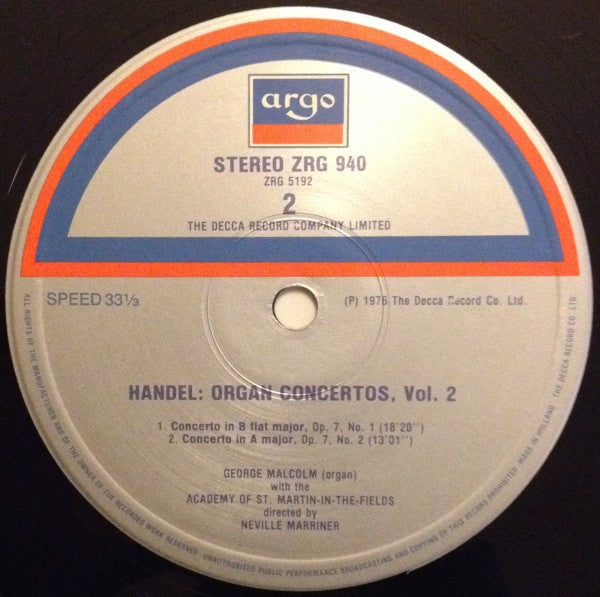 argo
STEREO ZRG 940
ZRG 5192
2
THE DECCA RECORD COMPANY LIMITED
SPEED 33⅓
(P) 1976 The Decca Record Co. Ltd.
HANDEL: ORGAN CONCERTOS, Vol. 2
1. Concerto in B flat major, Op. 7, No. 1 (18'20'')
2. Concerto in A major, Op. 7, No. 2 (13'01'')
GEORGE MALCOLM (organ)
with the
ACADEMY OF ST. MARTIN-IN-THE-FIELDS
directed by
NEVILLE MARRINER
ALL RIGHTS OF THE MANUFACTURER AND OF THE OWNER OF THE RECORDED WORK RESERVED. UNAUTHORISED PUBLIC PERFORMANCE BROADCASTING AND COPYING OF THIS RECORD PROHIBITED. MADE IN HOLLAND. THE DECCA RECORD CO. LTD.